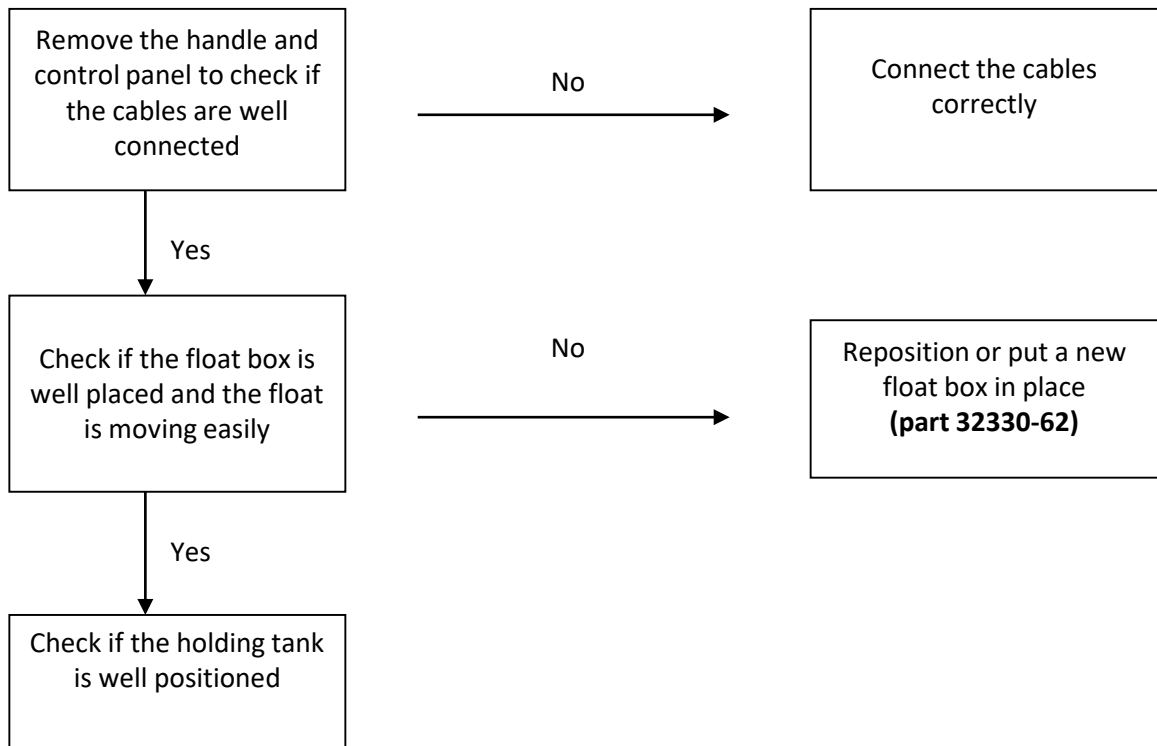 Remove the handle and
control panel to check if
the cables are well
connected
No
Connect the cables
correctly
Yes
Check if the float box is
well placed and the float
is moving easily
No
Reposition or put a new
float box in place
(part 32330-62)
Yes
Check if the holding tank
is well positioned